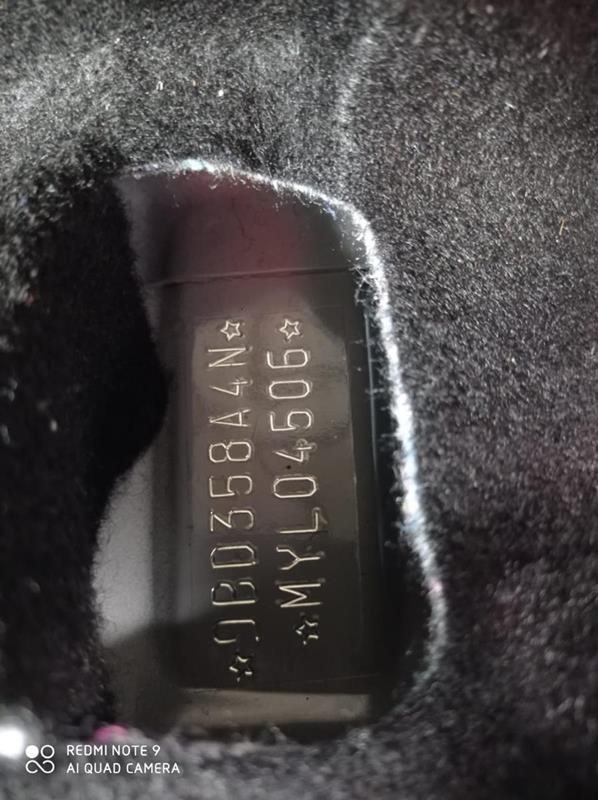 ☆9BD358A4N☆
☆MYL04506☆
REDMI NOTE 9
AI QUAD CAMERA